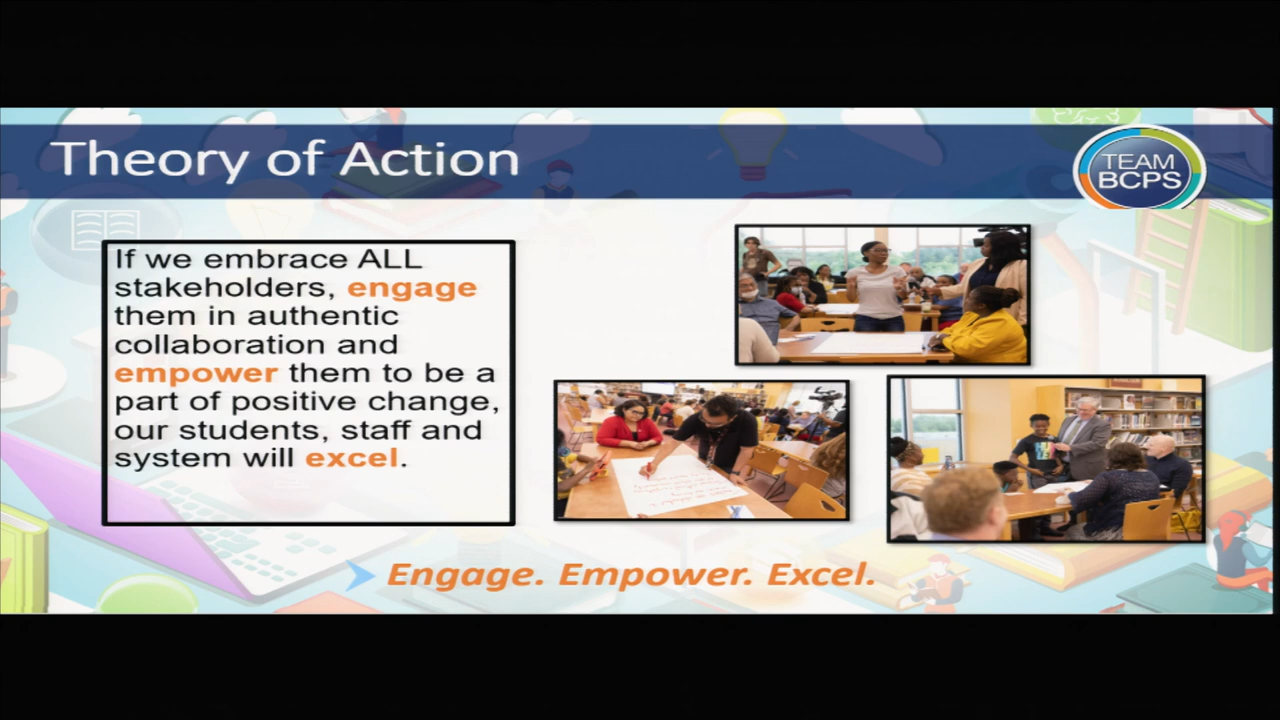 Theory of Action
TEAM
BCPS
If we embrace ALL
stakeholders, engage
them in authentic
collaboration and
empower them to be a
part of positive change,
our students, staff and
system will excel.
Engage. Empower. Excel.